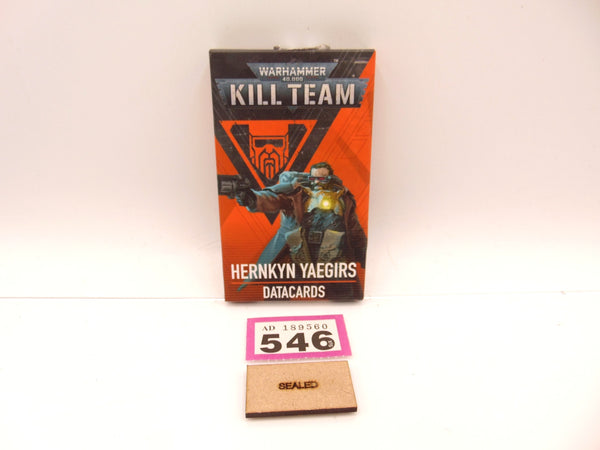 WARHAMMER
40,000
KILL TEAM
HERNKYN YAEGIRS
DATACARDS
AD 189560
546
SEALED